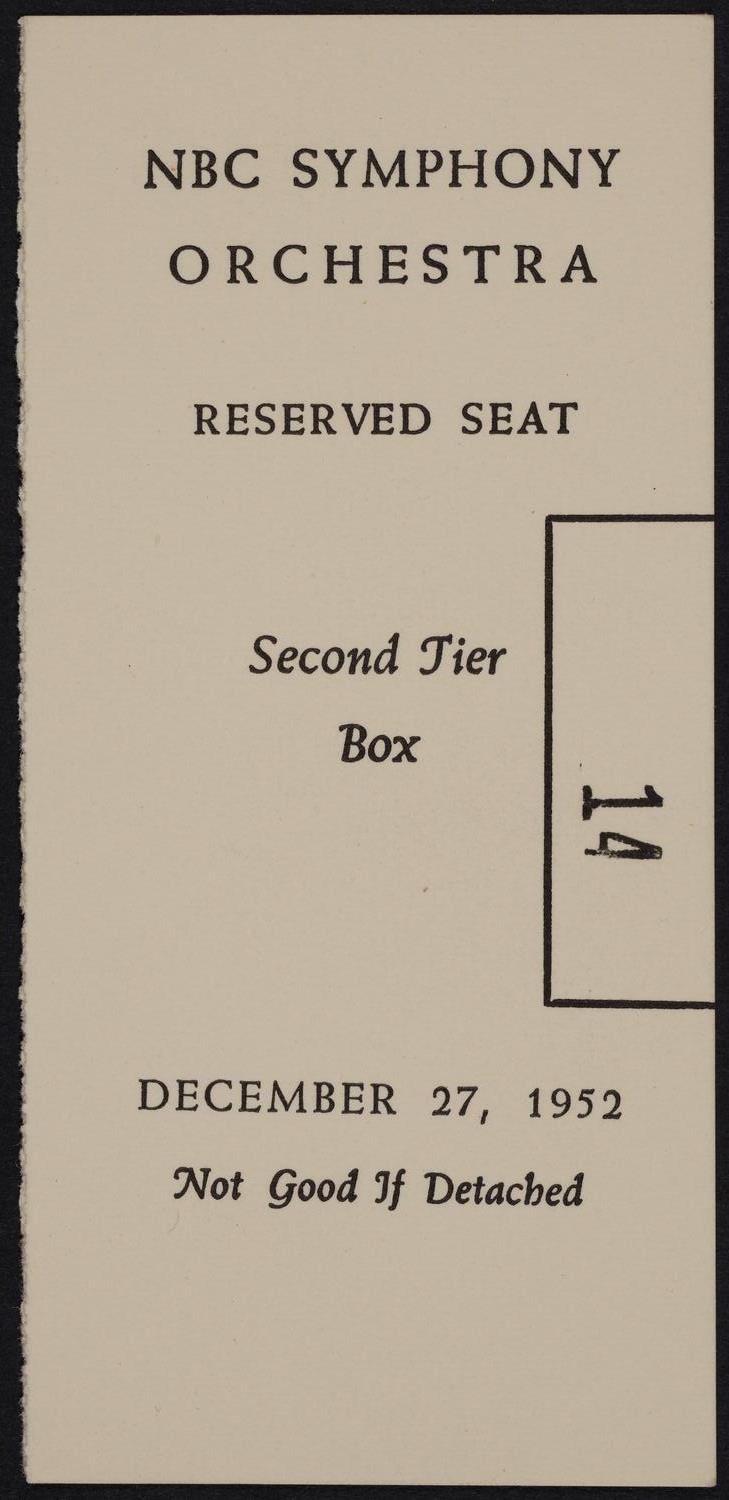 NBC SYMPHONY
ORCHESTRA
RESERVED SEAT
Second Tier
Box
14
DECEMBER 27, 1952
Not Good If Detached